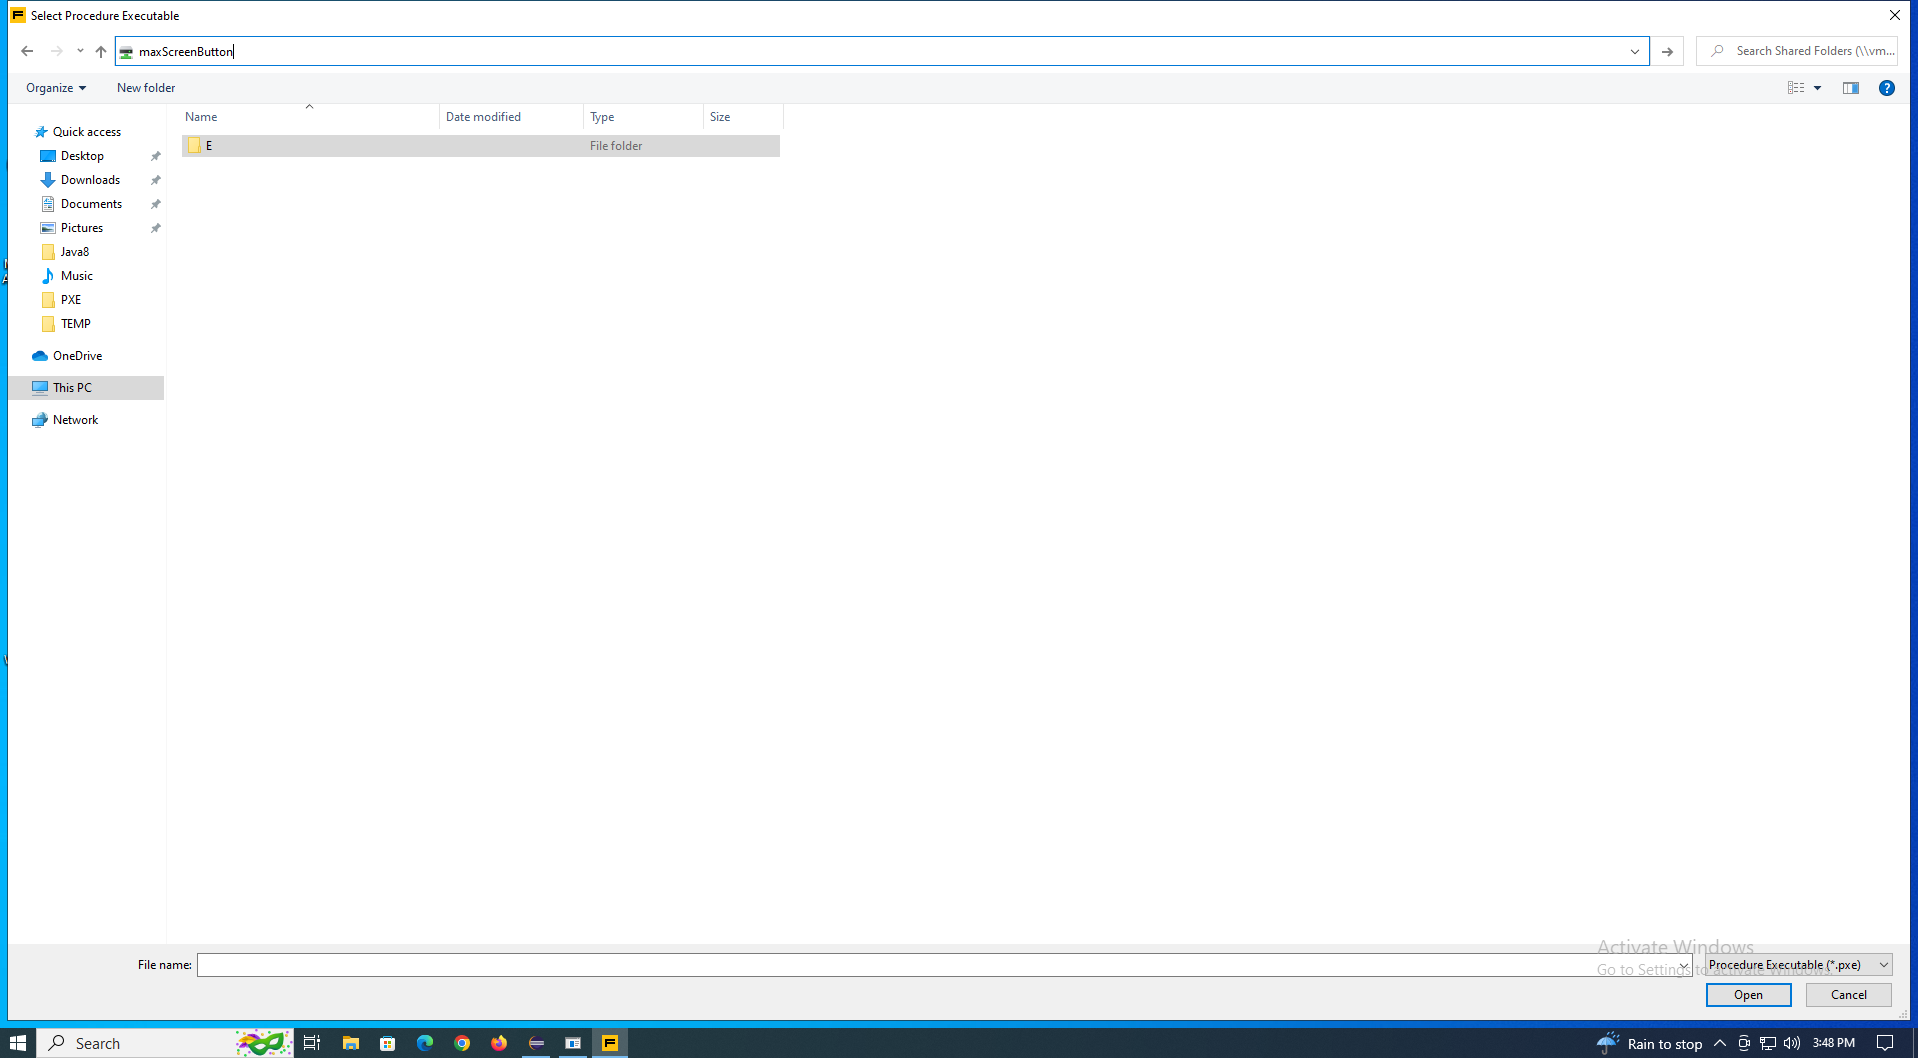 Select Procedure Executable
maxScreenButton
Search Shared Folders (\\vm...
Organize
New folder
Name
Date modified
Type
Size
E
File folder
Quick access
Desktop
Downloads
Documents
Pictures
Java8
Music
PXE
TEMP
OneDrive
This PC
Network
Activate Windows
Go to Settings to activate Windows.
File name:
Procedure Executable (*.pxe)
Open
Cancel
Search
Rain to stop
3:48 PM